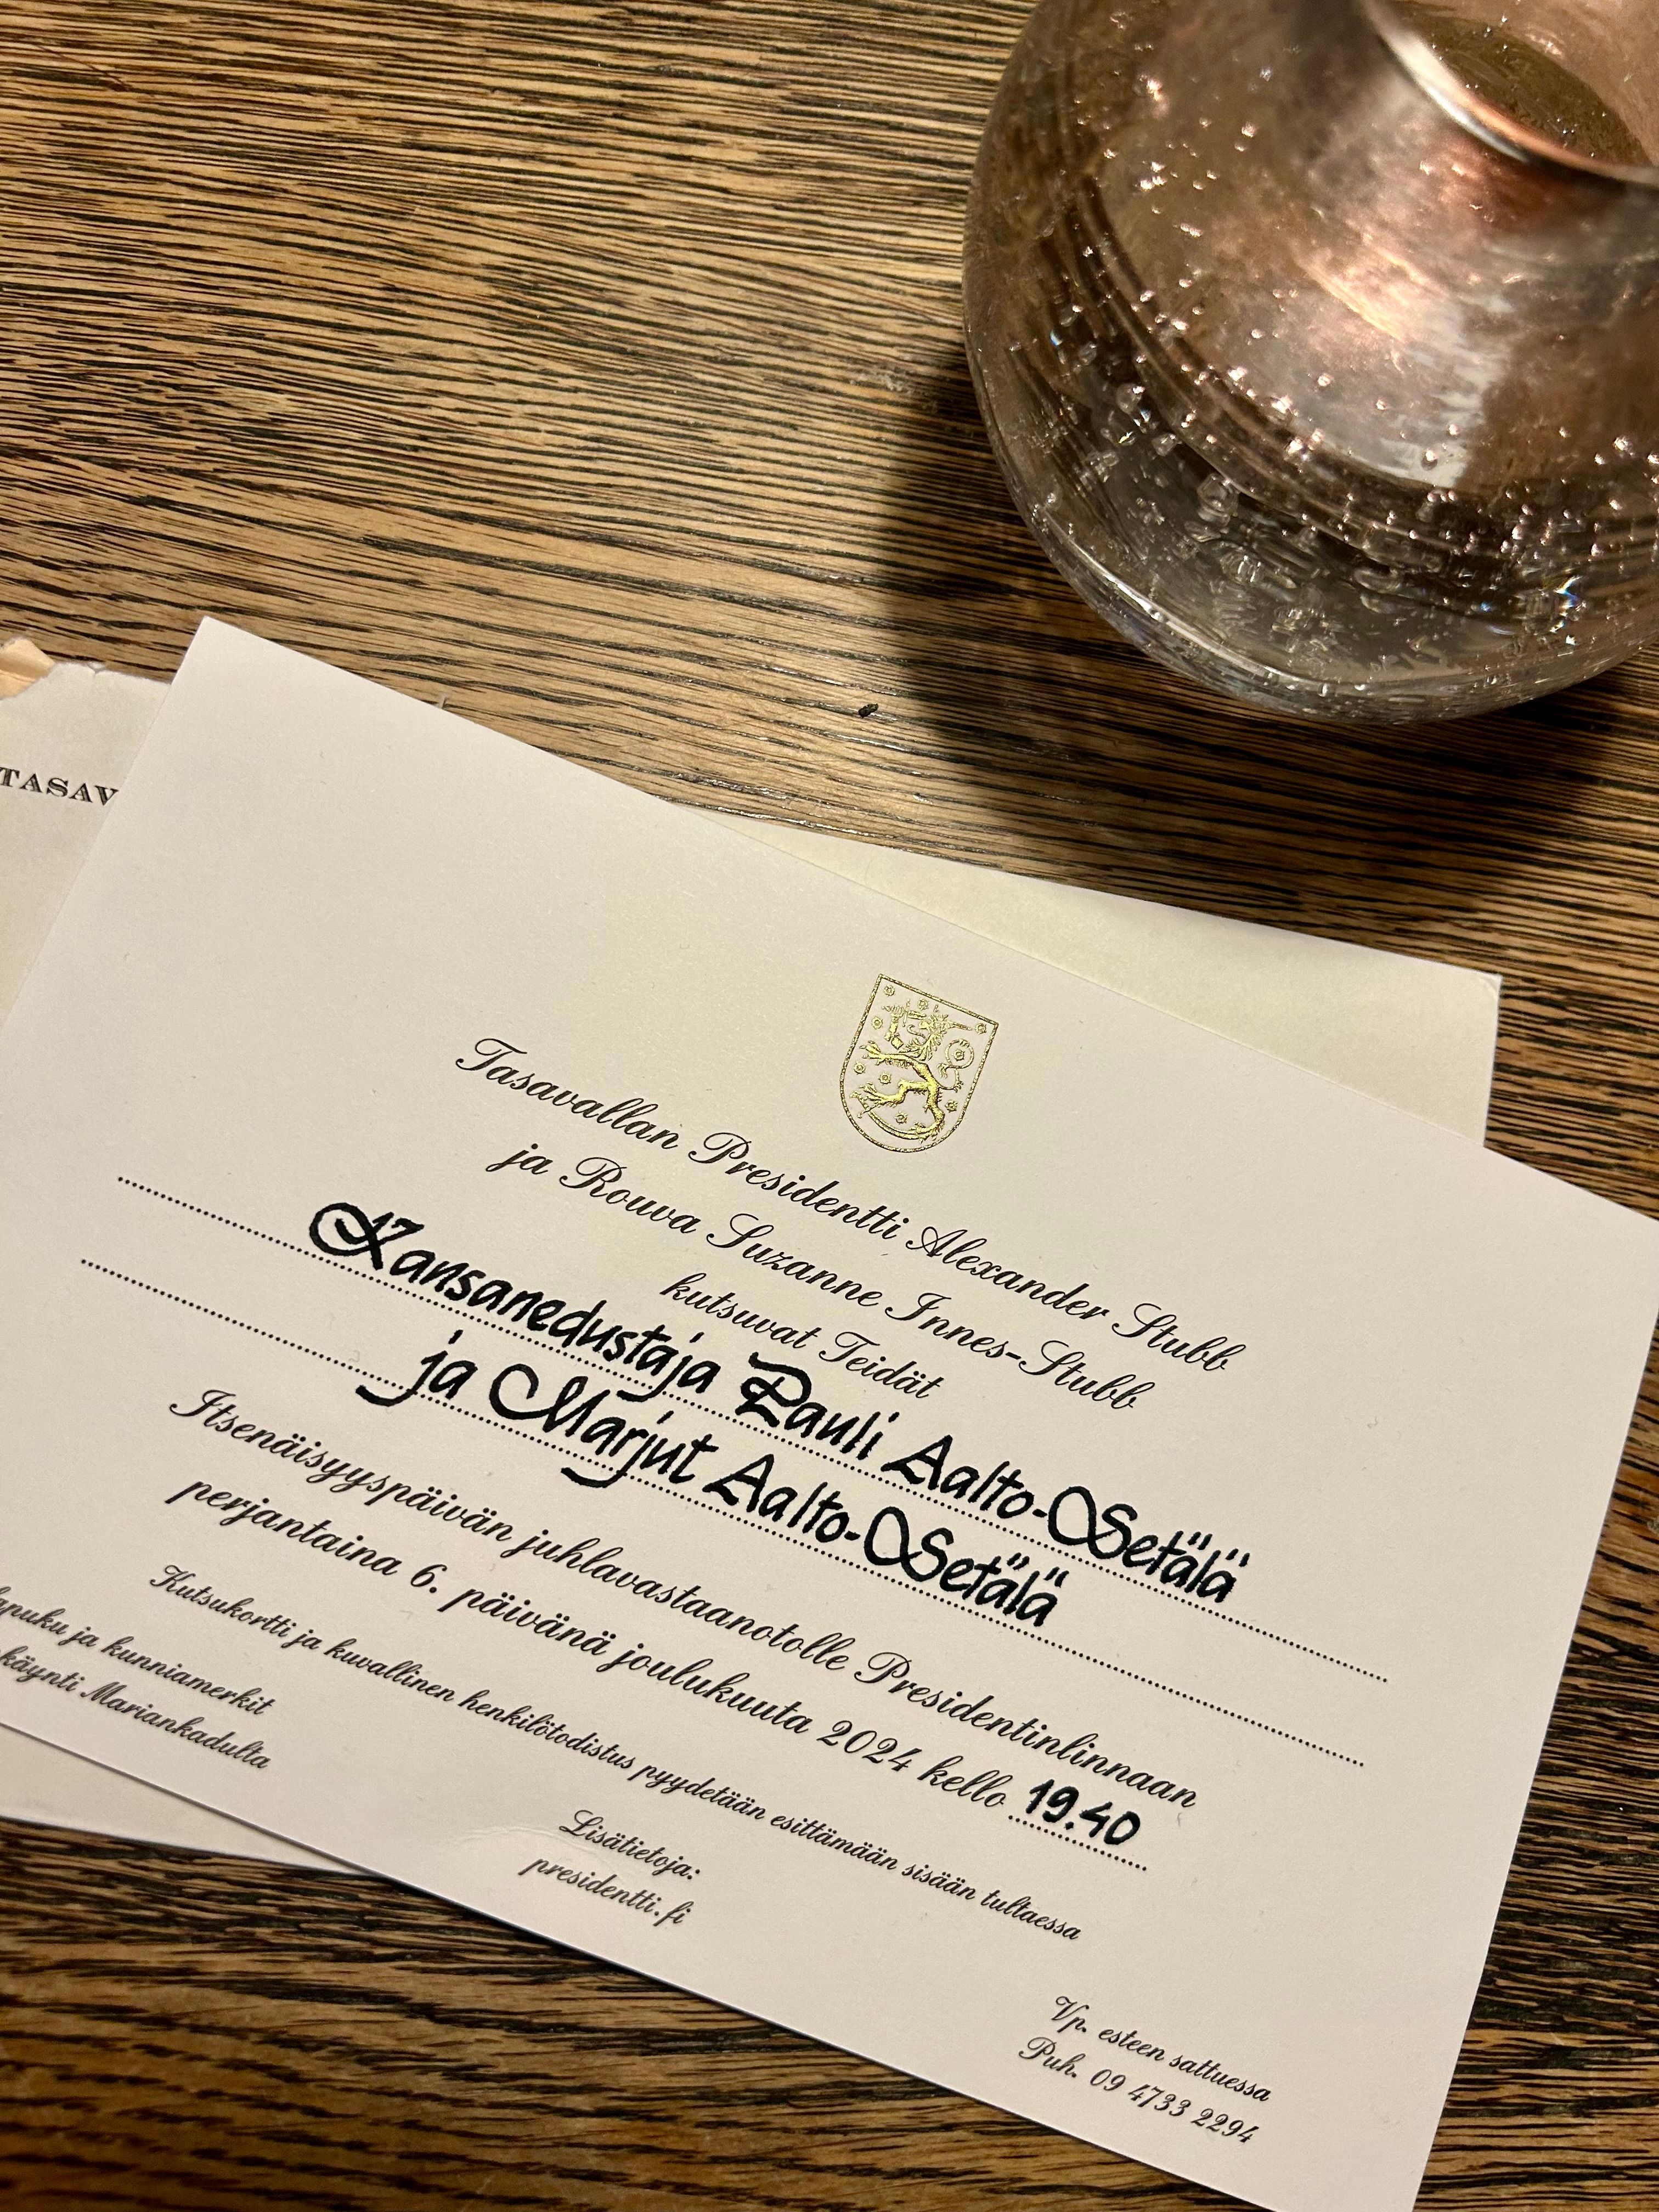 TASAV
Tasavallan Presidentti Alexander Stubb
ja Rouva Suzanne Innes-Stubb
kutsuvat Teidät
Kansanedustaja Pauli Aalto-Setälä
ja Marjut Aalto-Setälä
Itsenäisyyspäivän juhlavastaanotolle Presidentinlinnaan
perjantaina 6. päivänä joulukuuta 2024 kello 19.40
Kutsukortti ja kuvallinen henkilötodistus pyydetään esittämään sisään tultaessa
ja kunniamerkit
käynti Mariankadulta
Lisätietoja:
presidentti.fi
Vp. esteen sattuessa
Puh. 09 4733 2294